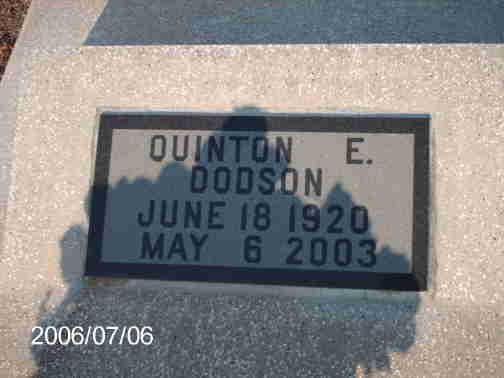 QUINTON E.
DODSON
JUNE 18 1920
MAY 6 2003
2006/07/06